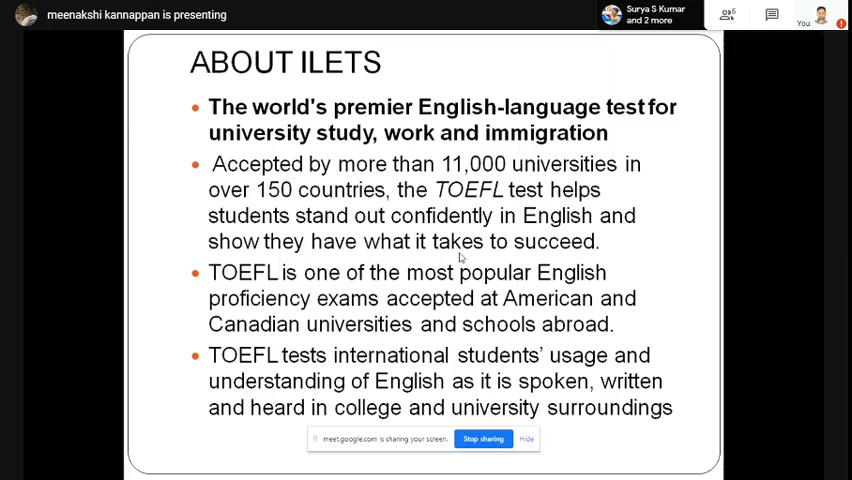 meenakshi kannappan is presenting
Surya S Kumar
and 2 more
5
You
ABOUT ILETS
The world's premier English-language test for
university study, work and immigration
Accepted by more than 11,000 universities in
over 150 countries, the TOEFL test helps
students stand out confidently in English and
show they have what it takes to succeed.
TOEFL is one of the most popular English
proficiency exams accepted at American and
Canadian universities and schools abroad.
TOEFL tests international students' usage and
understanding of English as it is spoken, written
and heard in college and university surroundings
meet.google.com is sharing your screen. Stop sharing Hide